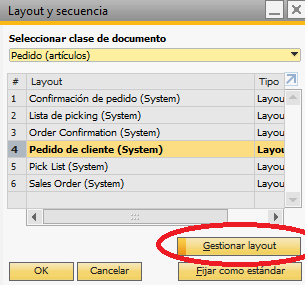 Layout y secuencia
Seleccionar clase de documento
Pedido (artículos)
# Layout Tipo
1 Confirmación de pedido (System) Layou
2 Lista de picking (System) Layou
3 Order Confirmation (System) Layou
4 Pedido de cliente (System) Layou
5 Pick List (System) Layou
6 Sales Order (System) Layou
Gestionar layout
OK Cancelar Fijar como estándar